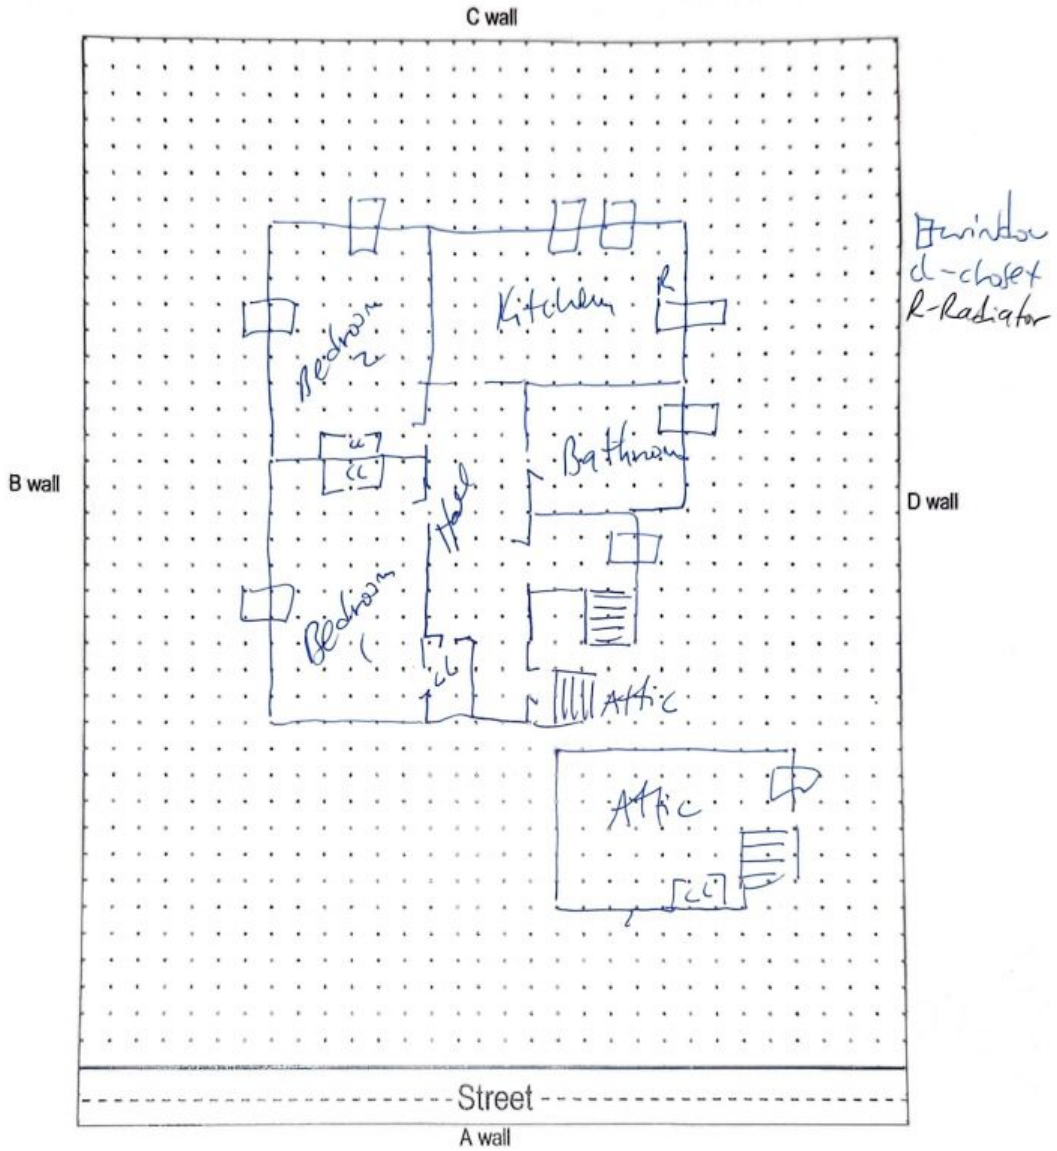 C wall
window
cl-closet
R-Radiator
R
Kitchen
Bedroom
2
Bathroom
B wall
D wall
cl
cl
Hall
Bedroom
1
cl
Attic
Attic
cl
Street
A wall